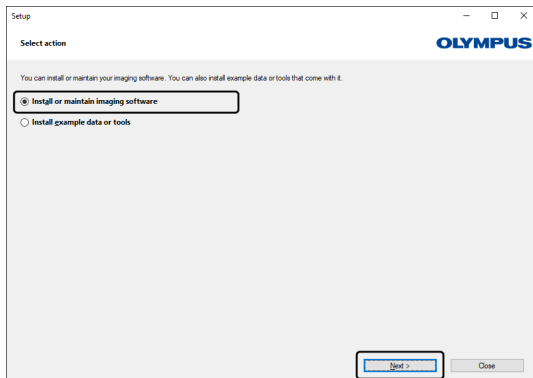 Setup
Select action
OLYMPUS
You can install or maintain your imaging software. You can also install example data or tools that come with it.
Install or maintain imaging software
Install example data or tools
Next >
Close